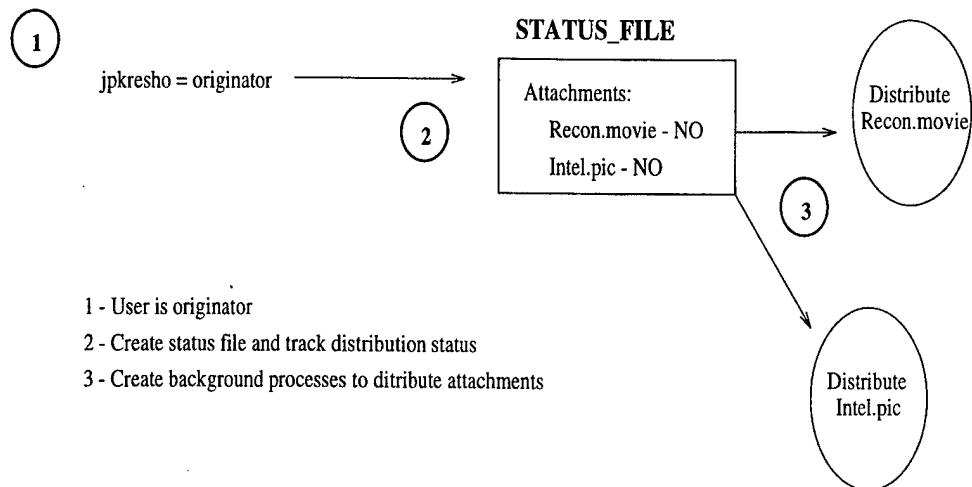 1
STATUS_FILE
jpkresho = originator
2
Attachments:
Recon.movie - NO
Intel.pic - NO
Distribute
Recon.movie
3
1 - User is originator
2 - Create status file and track distribution status
3 - Create background processes to ditribute attachments
Distribute
Intel.pic